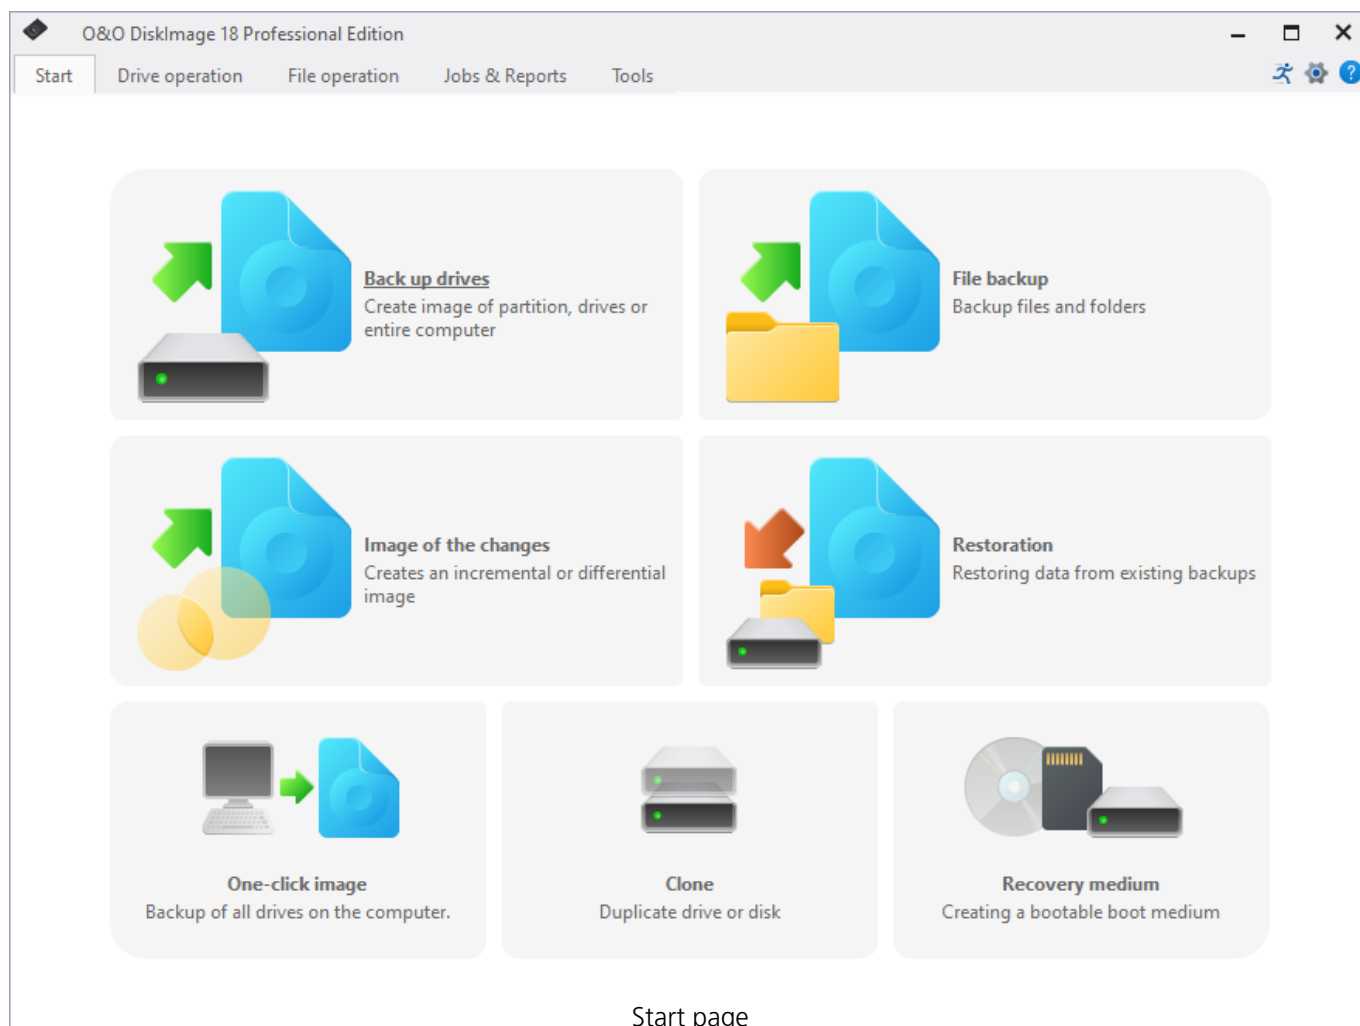 O&O DiskImage 18 Professional Edition
Start Drive operation File operation Jobs & Reports Tools
?
Back up drives
Create image of partition, drives or
entire computer
File backup
Backup files and folders
Image of the changes
Creates an incremental or differential
image
Restoration
Restoring data from existing backups
One-click image
Backup of all drives on the computer.
Clone
Duplicate drive or disk
Recovery medium
Creating a bootable boot medium
Start page